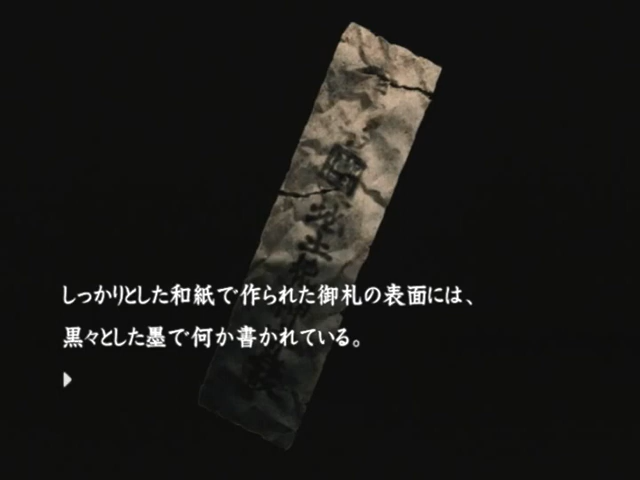 しっかりとした和紙で作られた御札の表面には、
黒々とした墨で何か書かれている。